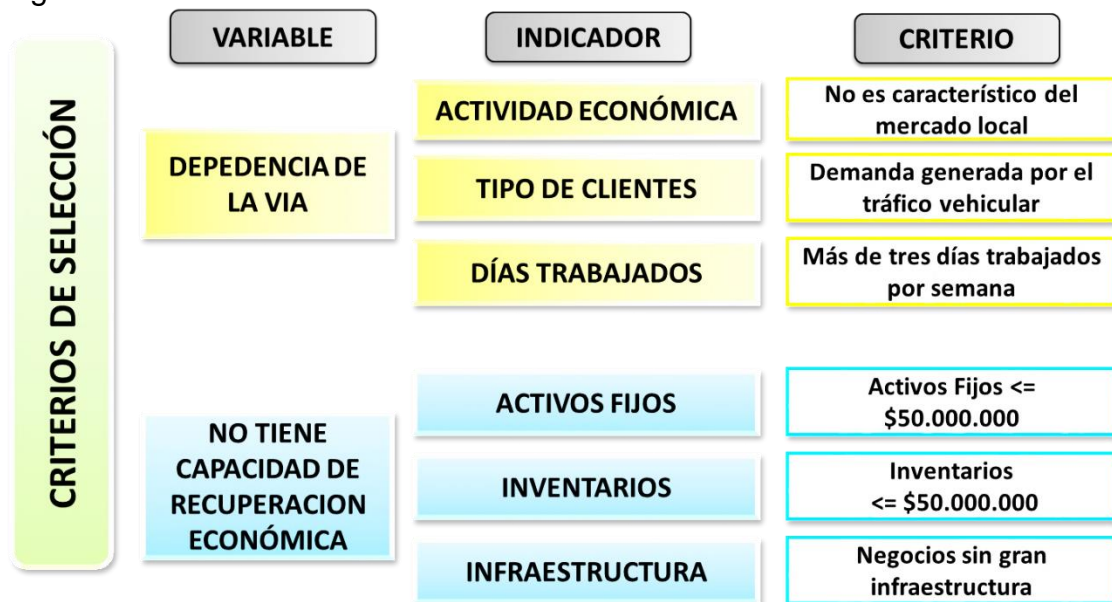 VARIABLE
INDICADOR
CRITERIO
CRITERIOS DE SELECCIÓN
DEPEDENCIA DE
LA VIA
ACTIVIDAD ECONÓMICA
No es característico del
mercado local
TIPO DE CLIENTES
Demanda generada por el
tráfico vehicular
DÍAS TRABAJADOS
Más de tres días trabajados
por semana
NO TIENE
CAPACIDAD DE
RECUPERACION
ECONÓMICA
ACTIVOS FIJOS
Activos Fijos <=
$50.000.000
INVENTARIOS
Inventarios
<= $50.000.000
INFRAESTRUCTURA
Negocios sin gran
infraestructura